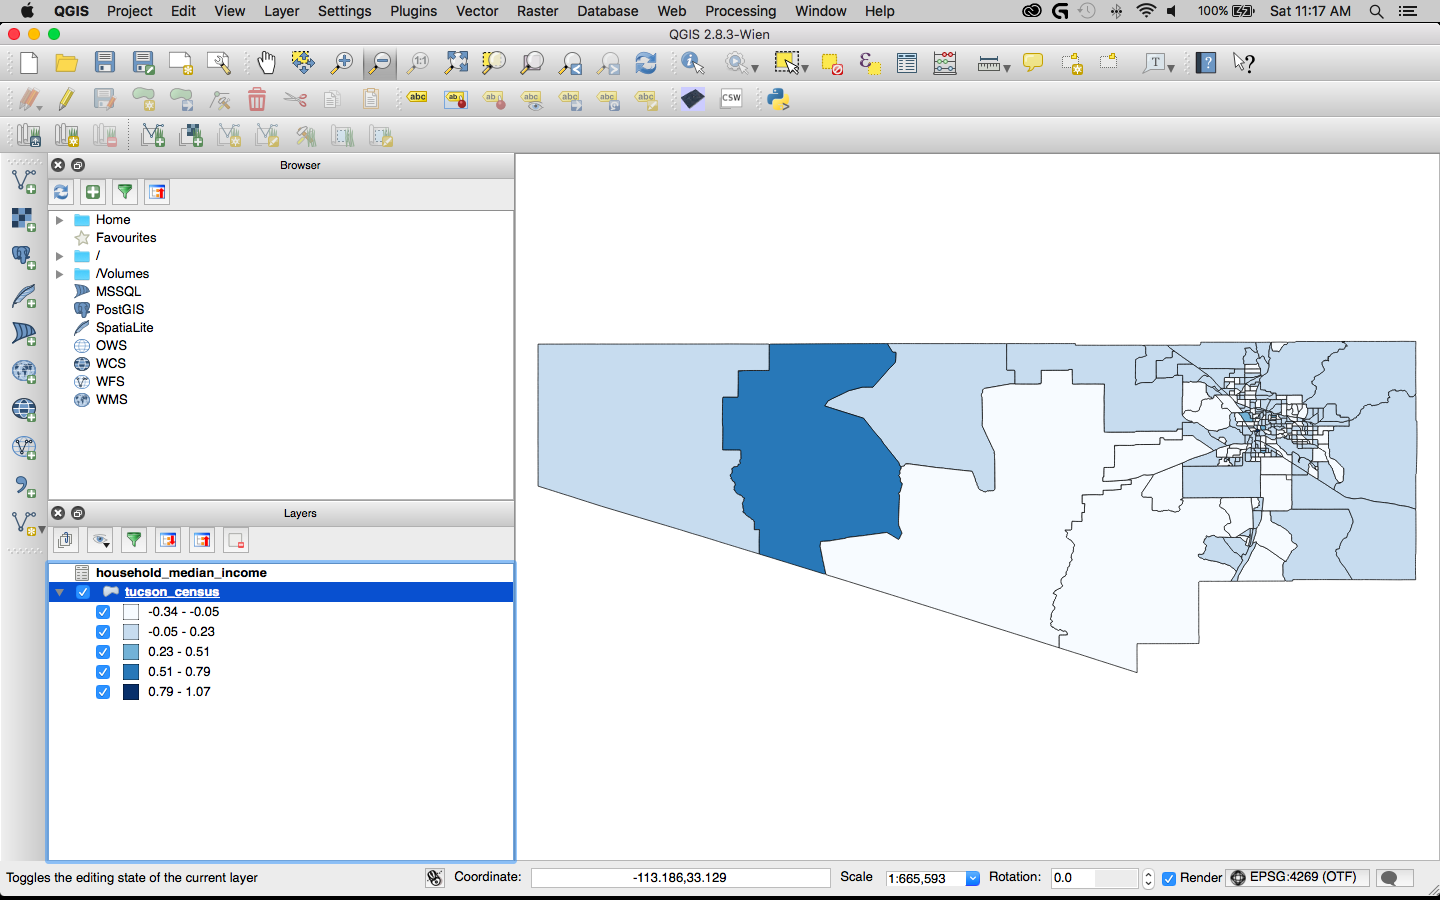 QGIS Project Edit View Layer Settings Plugins Vector Raster Database Web Processing Window Help 100% Sat 11:17 AM
QGIS 2.8.3-Wien
1:1
T
?
?
abc
ab
ab
abc
abc
abc
abc
CSW
Browser
Home
Favourites
/
/Volumes
MSSQL
PostGIS
SpatiaLite
OWS
WCS
WFS
WMS
Layers
household_median_income
tucson_census
-0.34 - -0.05
-0.05 - 0.23
0.23 - 0.51
0.51 - 0.79
0.79 - 1.07
Toggles the editing state of the current layer Coordinate: -113.186,33.129 Scale 1:665,593 Rotation: 0.0 Render EPSG:4269 (OTF)